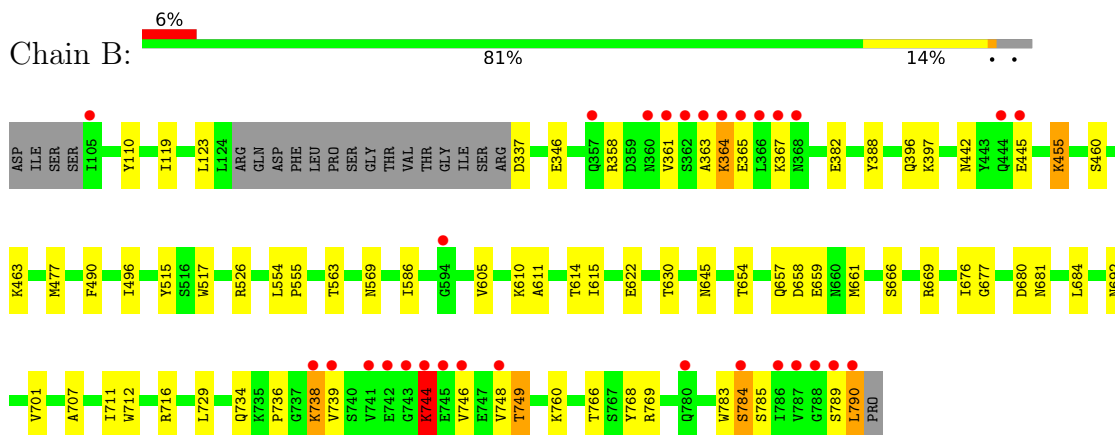 6%
Chain B:
81% 14% • •
ASP ILE SER SER I105 Y110 I119 L123 L124 ARG GLN ASP PHE LEU PRO SER GLY THR VAL THR GLY ILE SER ARG D337 E346 Q357 R358 D359 N360 V361 S362 A363 K364 E365 L366 K367 N368 E382 Y388 Q396 K397 N442 Y443 Q444 E445 K455 S460
K463 M477 F490 I496 Y515 S516 W517 R526 L554 P555 T563 N569 I586 G594 V605 K610 A611 T614 I615 E622 T630 N645 T654 Q657 D658 E659 N660 M661 S666 R669 I676 G677 D680 N681 L684
V701 A707 I711 W712 R716 L729 Q734 K735 P736 G737 K738 V739 S740 V741 E742 G743 K744 E745 V746 E747 V748 T749 K760 T766 S767 Y768 R769 Q780 W783 S784 S785 I786 V787 G788 S789 L790 PRO